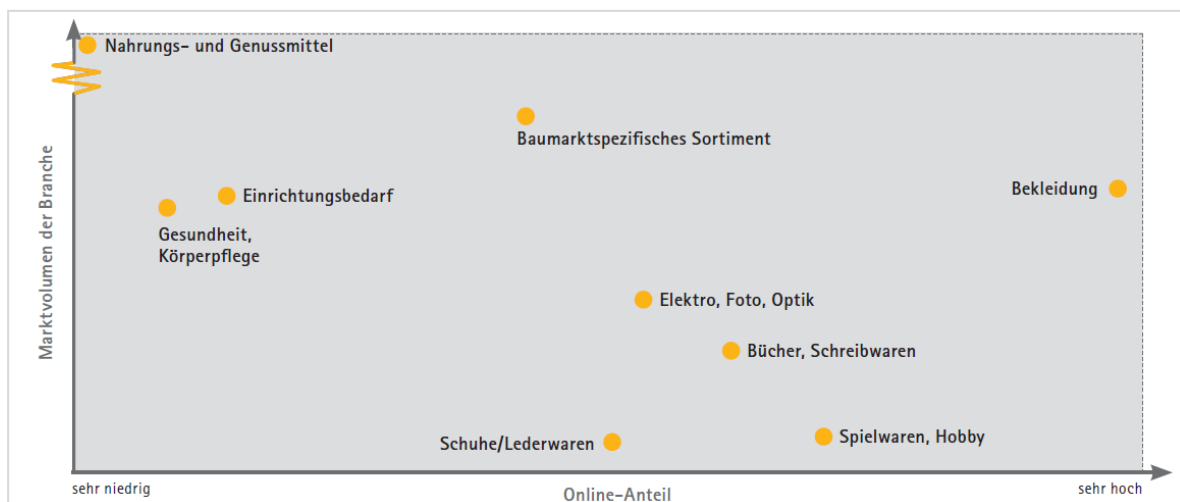 Nahrungs- und Genussmittel
Baumarktspezifisches Sortiment
Bekleidung
Einrichtungsbedarf
Gesundheit,
Körperpflege
Elektro, Foto, Optik
Bücher, Schreibwaren
Schuhe/Lederwaren
Spielwaren, Hobby
Marktvolumen der Branche
sehr niedrig
Online-Anteil
sehr hoch